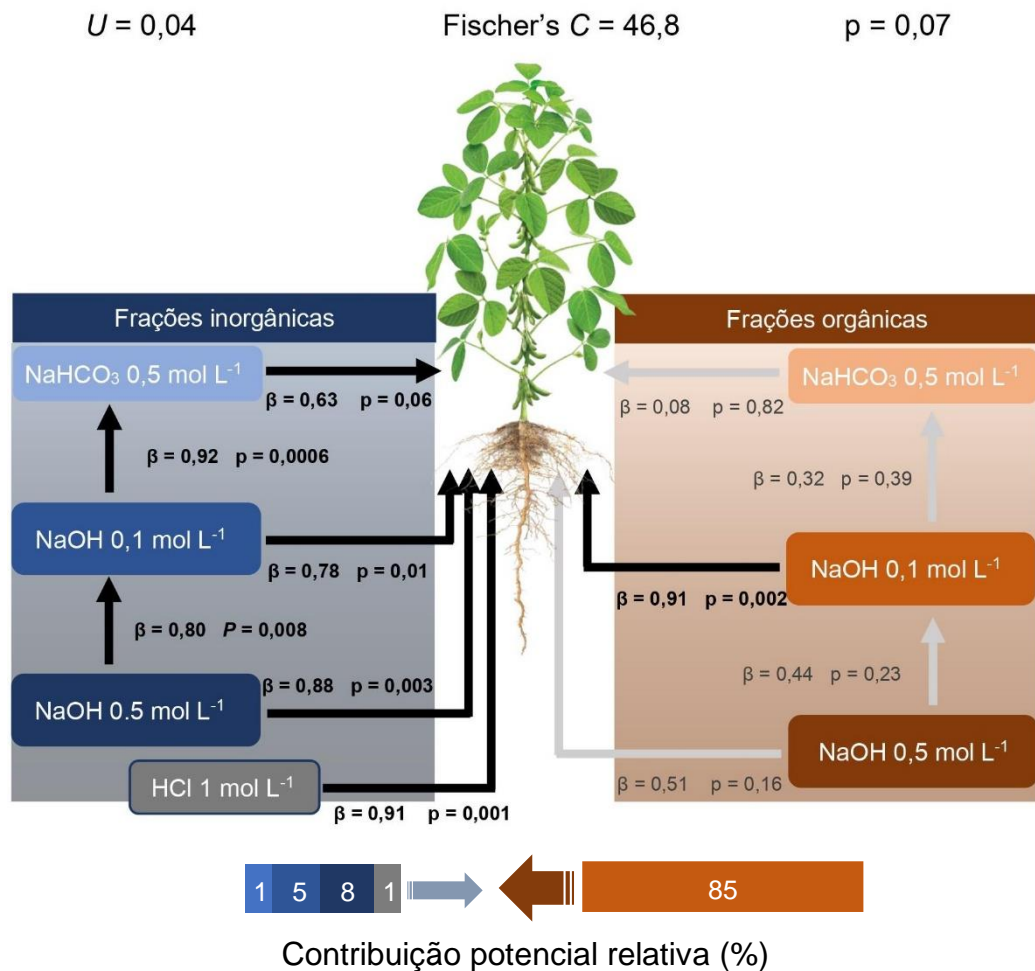 U = 0,04 Fischer's C = 46,8 p = 0,07
Frações inorgânicas
NaHCO₃ 0,5 mol L⁻¹
β = 0,63 p = 0,06
β = 0,92 p = 0,0006
NaOH 0,1 mol L⁻¹
β = 0,78 p = 0,01
β = 0,80 P = 0,008
NaOH 0.5 mol L⁻¹
β = 0,88 p = 0,003
HCl 1 mol L⁻¹
β = 0,91 p = 0,001
Frações orgânicas
NaHCO₃ 0,5 mol L⁻¹
β = 0,08 p = 0,82
β = 0,32 p = 0,39
NaOH 0,1 mol L⁻¹
β = 0,91 p = 0,002
β = 0,44 p = 0,23
NaOH 0,5 mol L⁻¹
β = 0,51 p = 0,16
1 5 8 1 85
Contribuição potencial relativa (%)